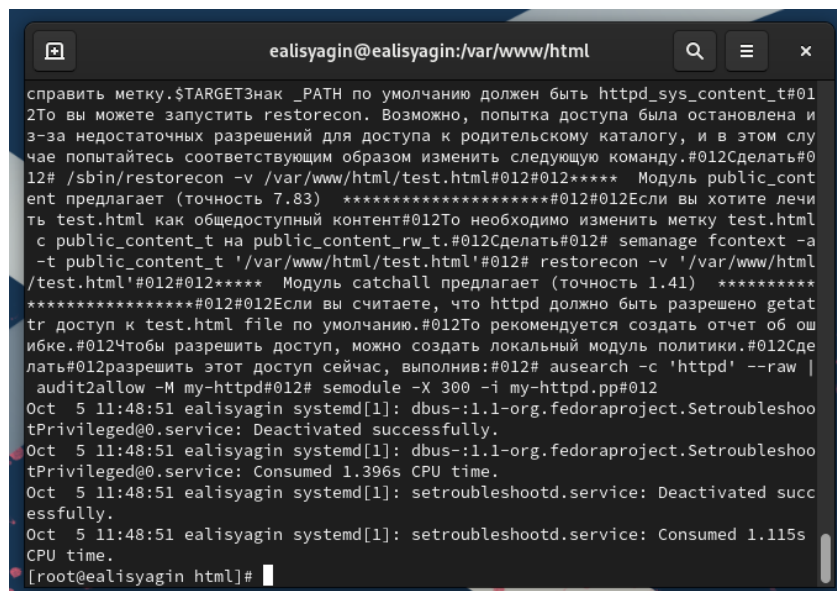 ealisyagin@ealisyagin:/var/www/html
справить метку.$TARGETЗнак _PATH по умолчанию должен быть httpd_sys_content_t#01
2То вы можете запустить restorecon. Возможно, попытка доступа была остановлена и
з-за недостаточных разрешений для доступа к родительскому каталогу, и в этом слу
чае попытайтесь соответствующим образом изменить следующую команду.#012Сделать#0
12# /sbin/restorecon -v /var/www/html/test.html#012#012*****  Модуль public_cont
ent предлагает (точность 7.83)  **********************#012#012Если вы хотите лечи
ть test.html как общедоступный контент#012То необходимо изменить метку test.html
 с public_content_t на public_content_rw_t.#012Сделать#012# semanage fcontext -a
 -t public_content_t '/var/www/html/test.html'#012# restorecon -v '/var/www/html
/test.html'#012#012*****  Модуль catchall предлагает (точность 1.41)  **********
*****************#012#012Если вы считаете, что httpd должно быть разрешено getat
tr доступ к test.html file по умолчанию.#012То рекомендуется создать отчет об ош
ибке.#012Чтобы разрешить доступ, можно создать локальный модуль политики.#012Сде
лать#012разрешить этот доступ сейчас, выполнив:#012# ausearch -c 'httpd' --raw |
 audit2allow -M my-httpd#012# semodule -X 300 -i my-httpd.pp#012
Oct  5 11:48:51 ealisyagin systemd[1]: dbus-:1.1-org.fedoraproject.Setroubleshoo
tPrivileged@0.service: Deactivated successfully.
Oct  5 11:48:51 ealisyagin systemd[1]: dbus-:1.1-org.fedoraproject.Setroubleshoo
tPrivileged@0.service: Consumed 1.396s CPU time.
Oct  5 11:48:51 ealisyagin systemd[1]: setroubleshootd.service: Deactivated succ
essfully.
Oct  5 11:48:51 ealisyagin systemd[1]: setroubleshootd.service: Consumed 1.115s
CPU time.
[root@ealisyagin html]#